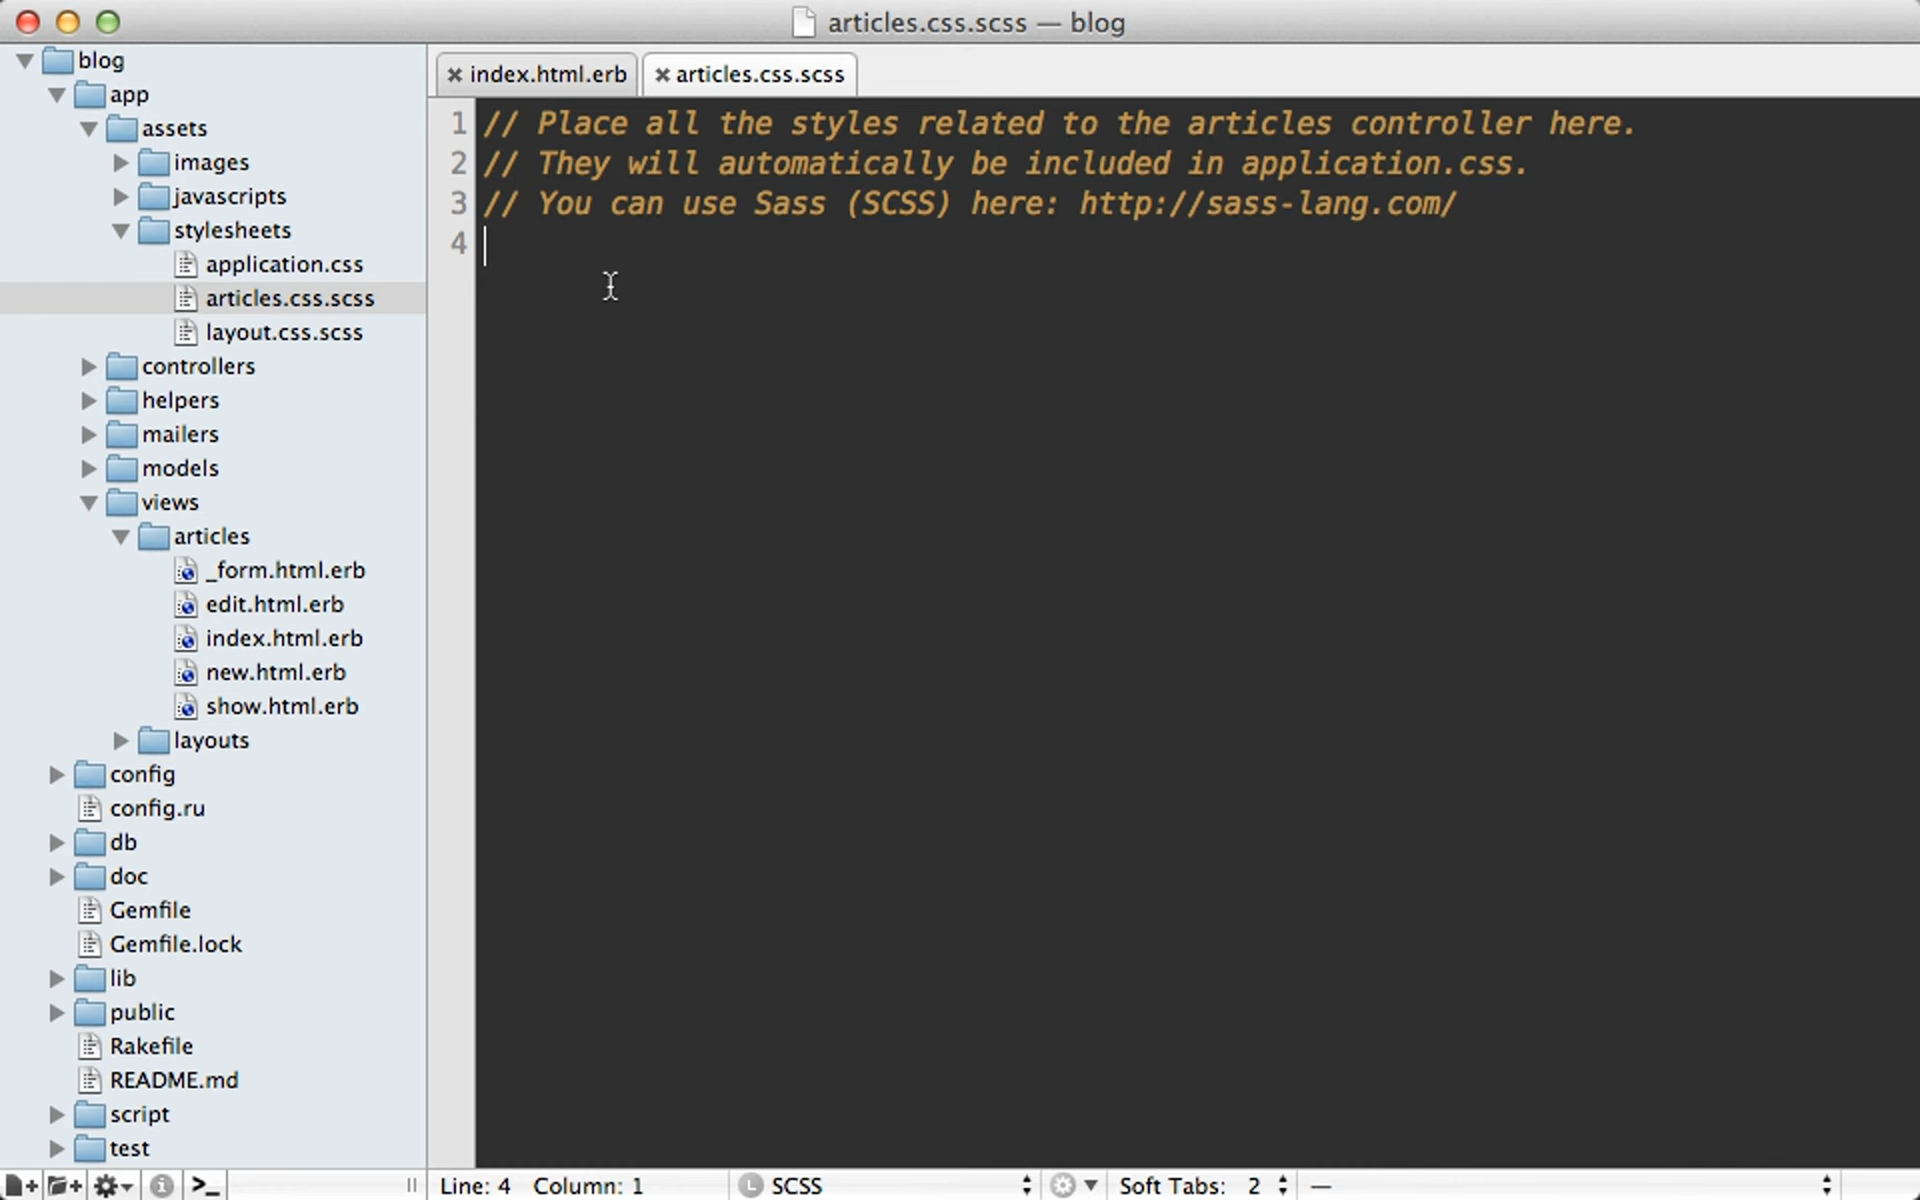 articles.css.scss — blog
blog
app
assets
images
javascripts
stylesheets
application.css
articles.css.scss
layout.css.scss
controllers
helpers
mailers
models
views
articles
_form.html.erb
edit.html.erb
index.html.erb
new.html.erb
show.html.erb
layouts
config
config.ru
db
doc
Gemfile
Gemfile.lock
lib
public
Rakefile
README.md
script
test
index.html.erb articles.css.scss
1 // Place all the styles related to the articles controller here.
2 // They will automatically be included in application.css.
3 // You can use Sass (SCSS) here: http://sass-lang.com/
4
Line: 4 Column: 1 L SCSS Soft Tabs: 2 —